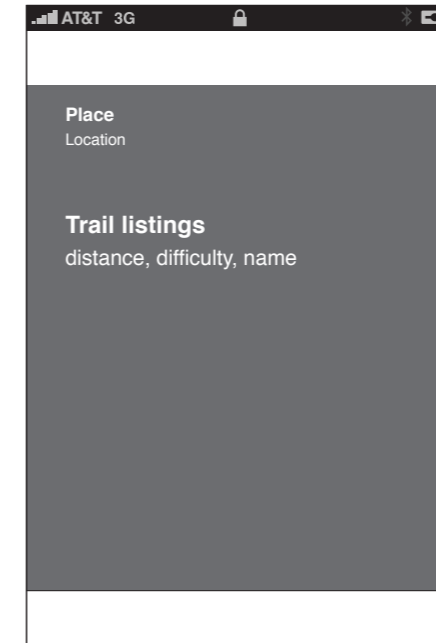 AT&T 3G
Place
Location
Trail listings
distance, difficulty, name